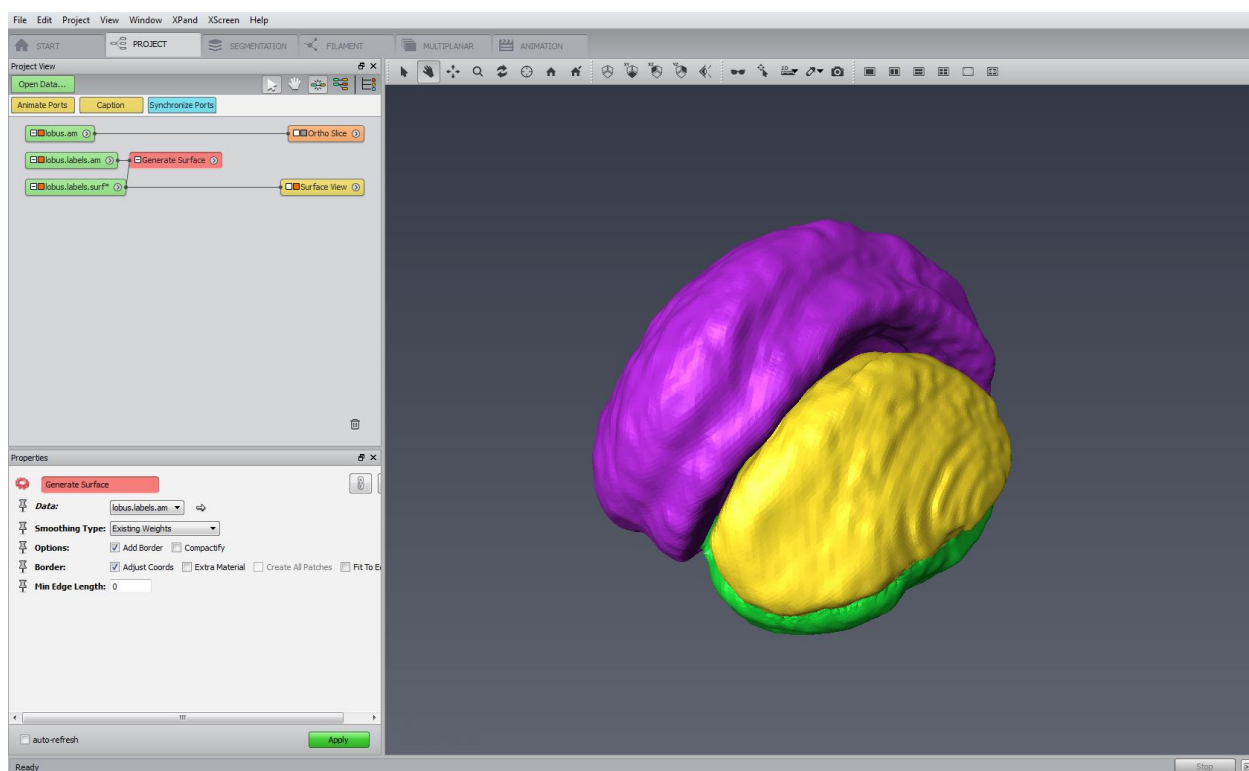 File Edit Project View Window XPand XScreen Help
START PROJECT SEGMENTATION FILAMENT MULTIPLANAR ANIMATION
Project View
Open Data...
Animate Ports Caption Synchronize Ports
lobus.am Ortho Slice
lobus.labels.am Generate Surface
lobus.labels.surf* Surface View
Properties
Generate Surface
Data: lobus.labels.am
Smoothing Type: Existing Weights
Options: Add Border Compactify
Border: Adjust Coords Extra Material Create All Patches Fit To
Min Edge Length: 0
auto-refresh Apply
Ready Stop